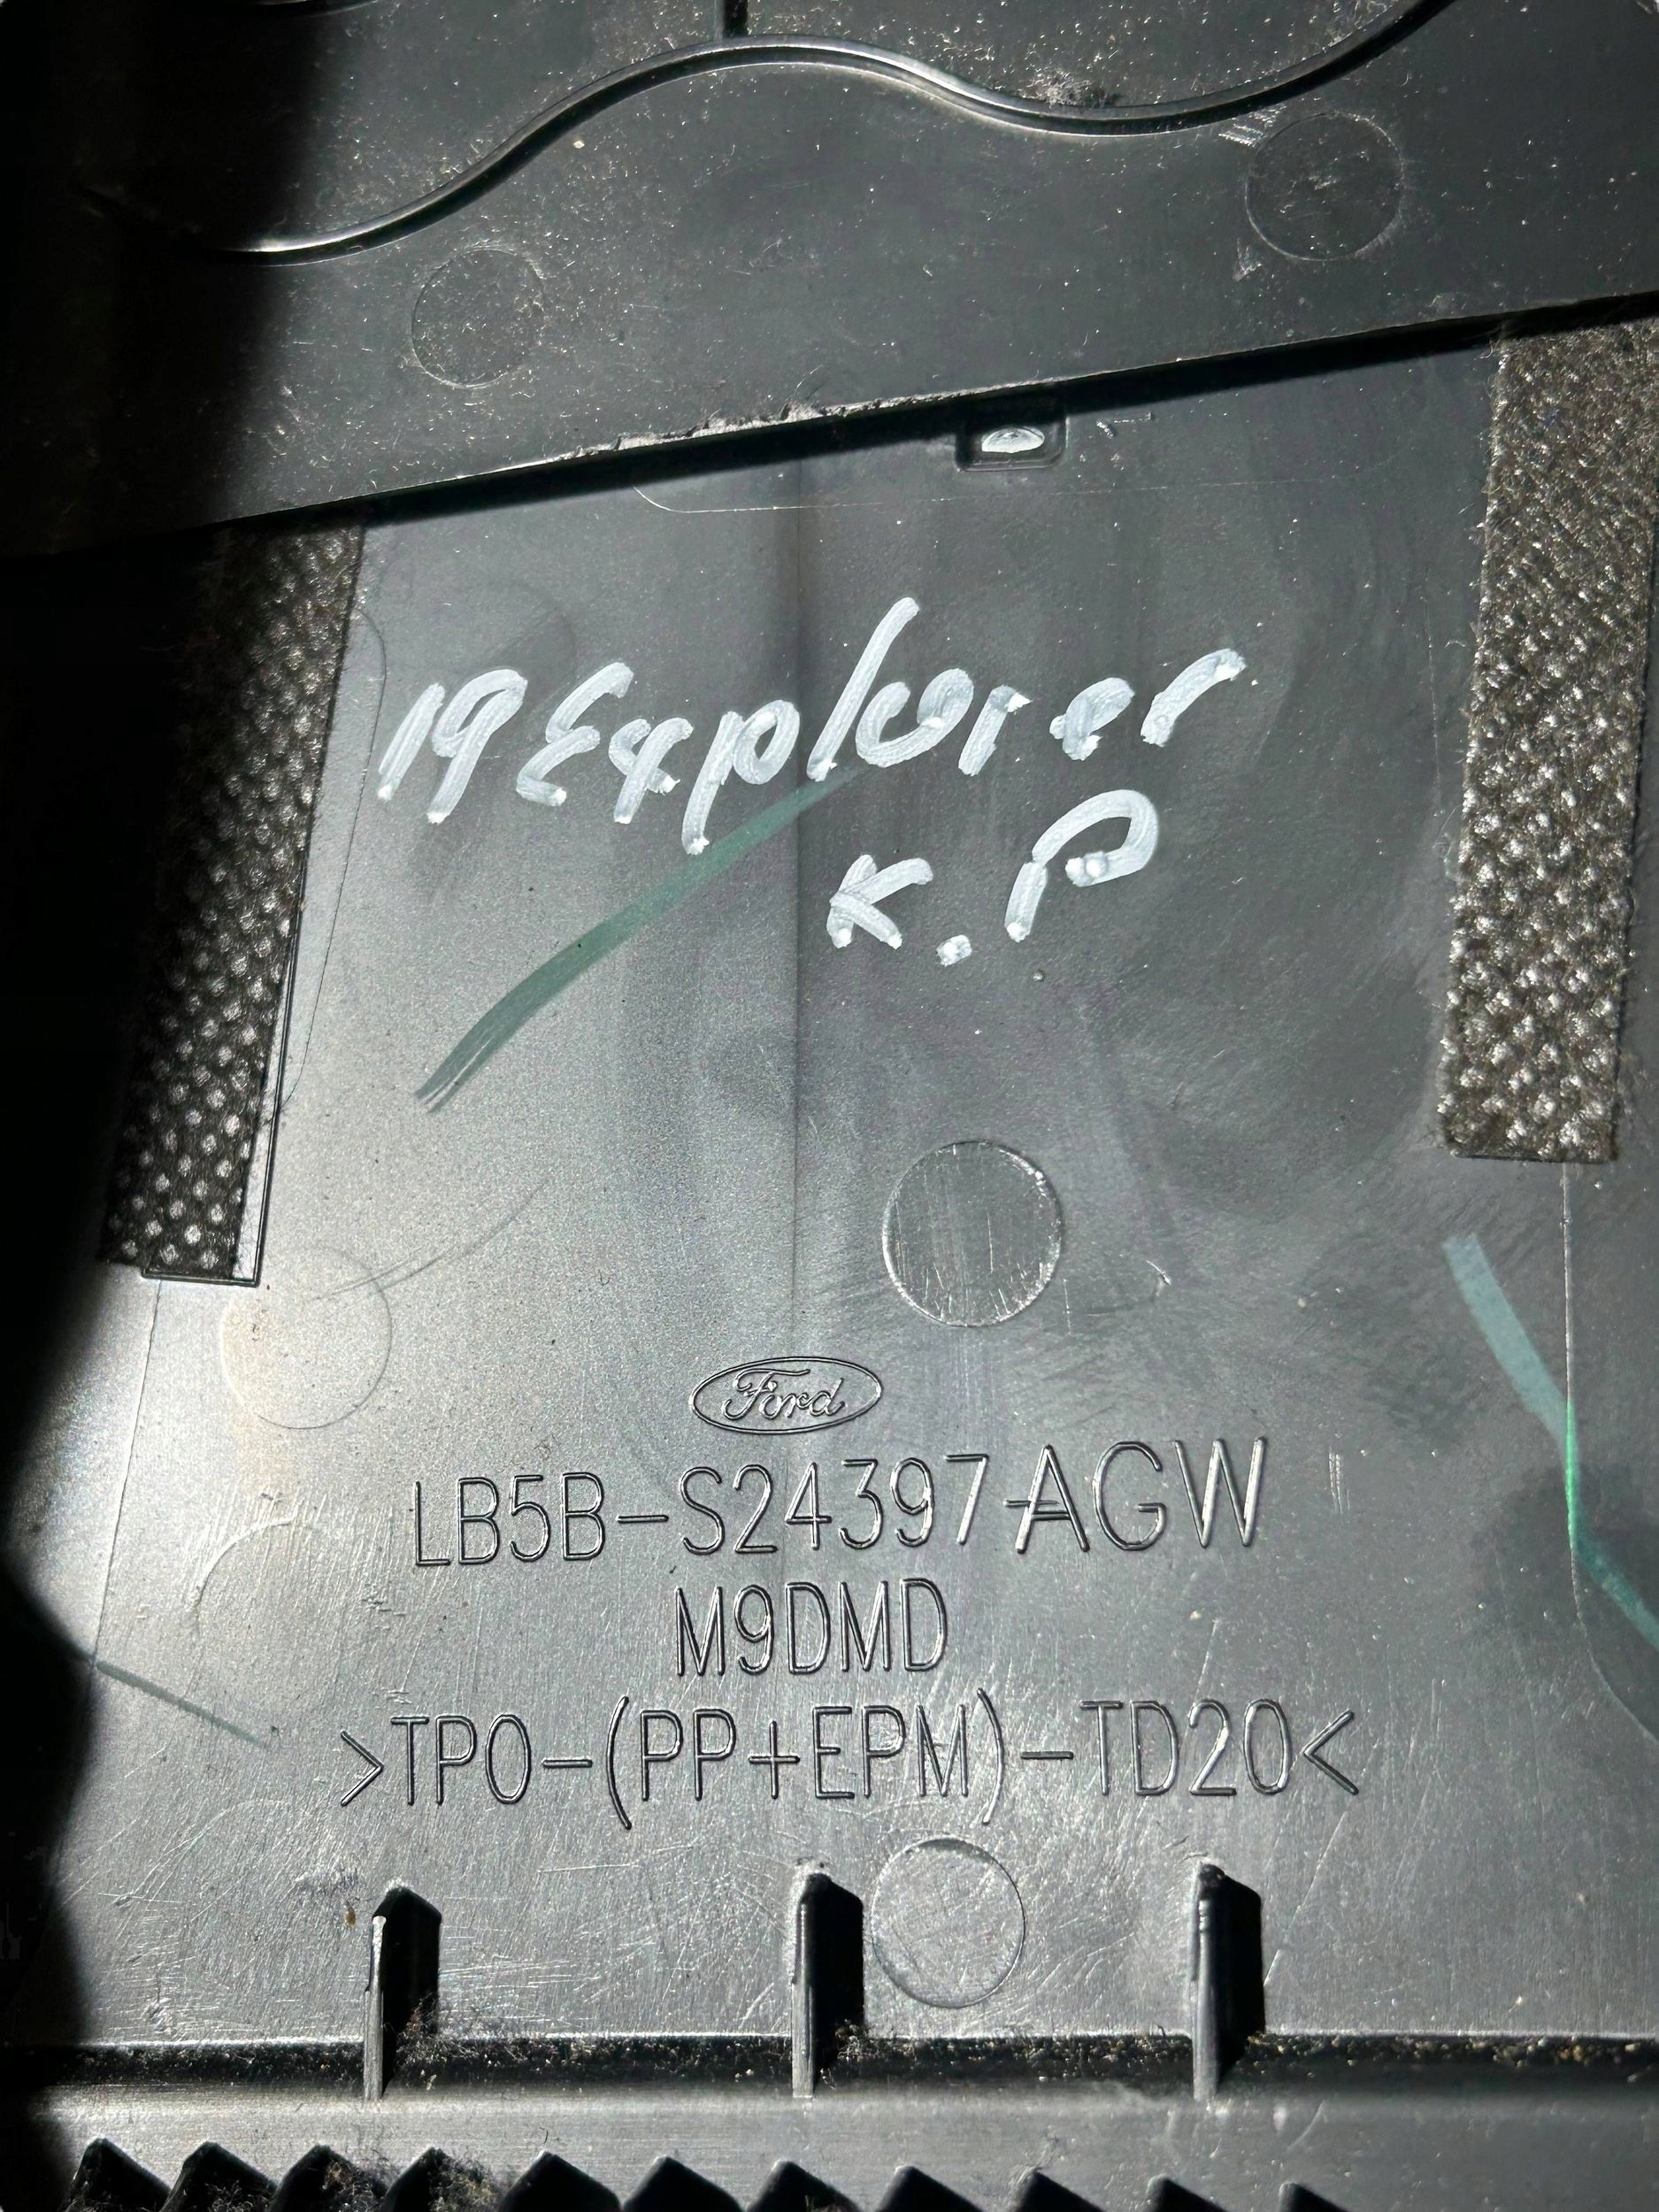 19 Explorer
K.P
Ford
LB5B-S24397-AGW
M9DMD
>TPO-(PP+EPM)-TD20<